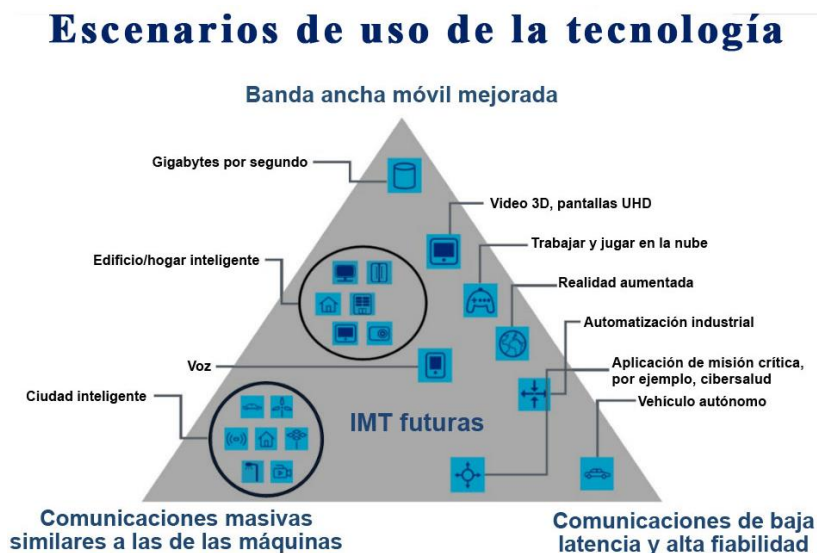 Escenarios de uso de la tecnología
Banda ancha móvil mejorada
Gigabytes por segundo
Video 3D, pantallas UHD
Trabajar y jugar en la nube
Edificio/hogar inteligente
Realidad aumentada
Automatización industrial
Voz
Aplicación de misión crítica,
por ejemplo, cibersalud
Ciudad inteligente
Vehículo autónomo
IMT futuras
Comunicaciones masivas
similares a las de las máquinas
Comunicaciones de baja
latencia y alta fiabilidad